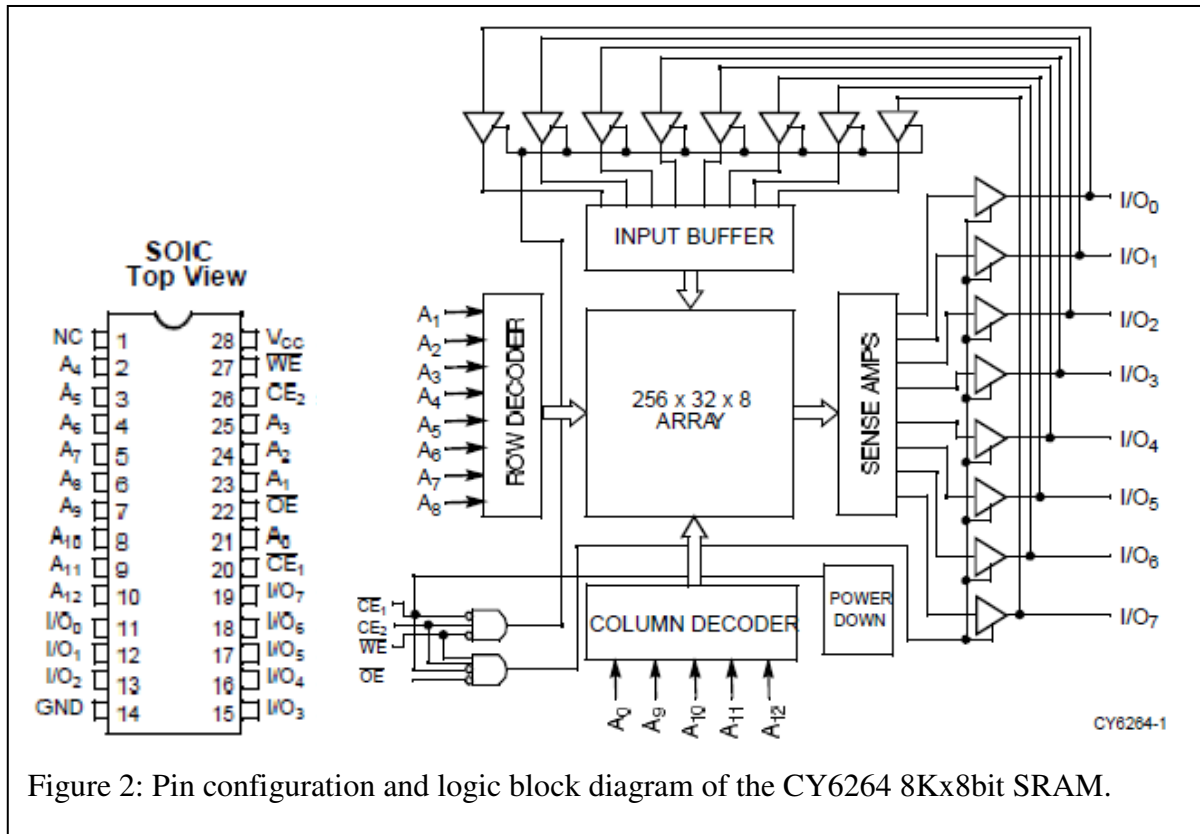 SOIC
Top View
NC 1 28 VCC
A4 2 27 WE
A5 3 26 CE2
A6 4 25 A3
A7 5 24 A2
A8 6 23 A1
A9 7 22 OE
A10 8 21 A0
A11 9 20 CE1
A12 10 19 I/O7
I/O0 11 18 I/O6
I/O1 12 17 I/O5
I/O2 13 16 I/O4
GND 14 15 I/O3
INPUT BUFFER
A1
A2
A3
A4
A5
A6
A7
A8
ROW DECODER
256 x 32 x 8
ARRAY
SENSE AMPS
I/O0
I/O1
I/O2
I/O3
I/O4
I/O5
I/O6
I/O7
CE1
CE2
WE
OE
COLUMN DECODER
POWER
DOWN
A0
A9
A10
A11
A12
CY6264-1
Figure 2: Pin configuration and logic block diagram of the CY6264 8Kx8bit SRAM.